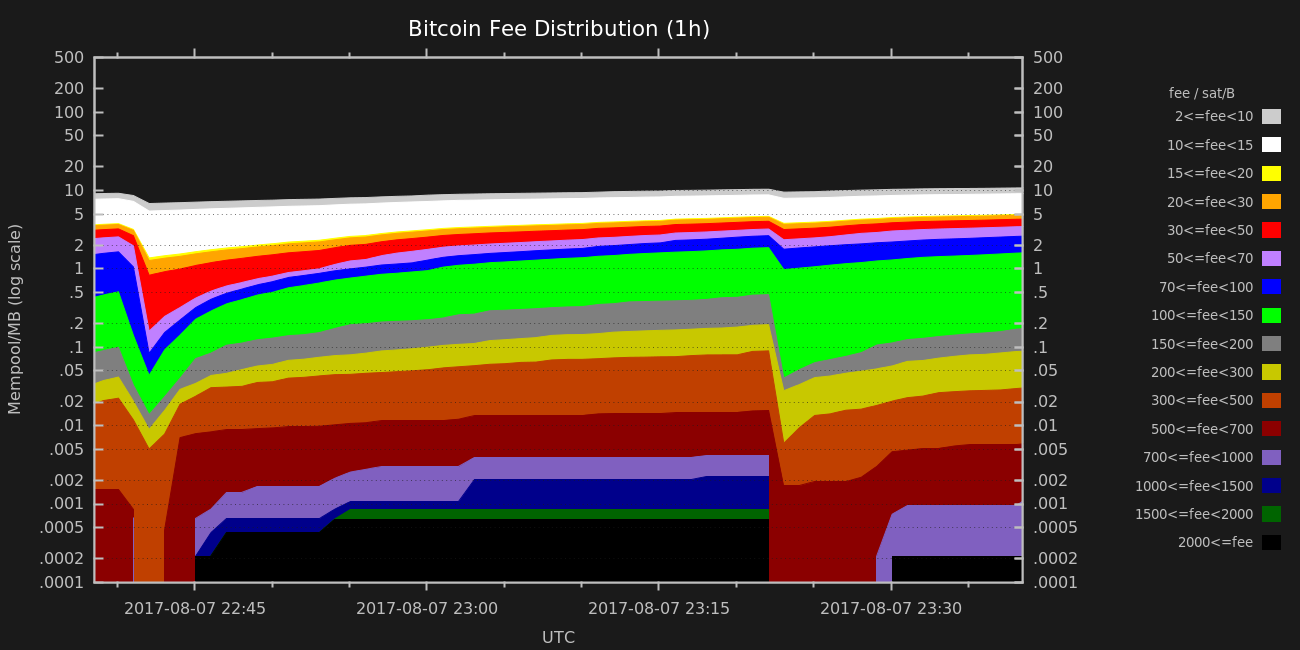 Bitcoin Fee Distribution (1h)
500
200
100
50
20
10
5
2
1
.5
.2
.1
.05
.02
.01
.005
.002
.001
.0005
.0002
.0001
Mempool/MB (log scale)
500
200
100
50
20
10
5
2
1
.5
.2
.1
.05
.02
.01
.005
.002
.001
.0005
.0002
.0001
fee / sat/B
2<=fee<10
10<=fee<15
15<=fee<20
20<=fee<30
30<=fee<50
50<=fee<70
70<=fee<100
100<=fee<150
150<=fee<200
200<=fee<300
300<=fee<500
500<=fee<700
700<=fee<1000
1000<=fee<1500
1500<=fee<2000
2000<=fee
2017-08-07 22:45
2017-08-07 23:00
2017-08-07 23:15
2017-08-07 23:30
UTC